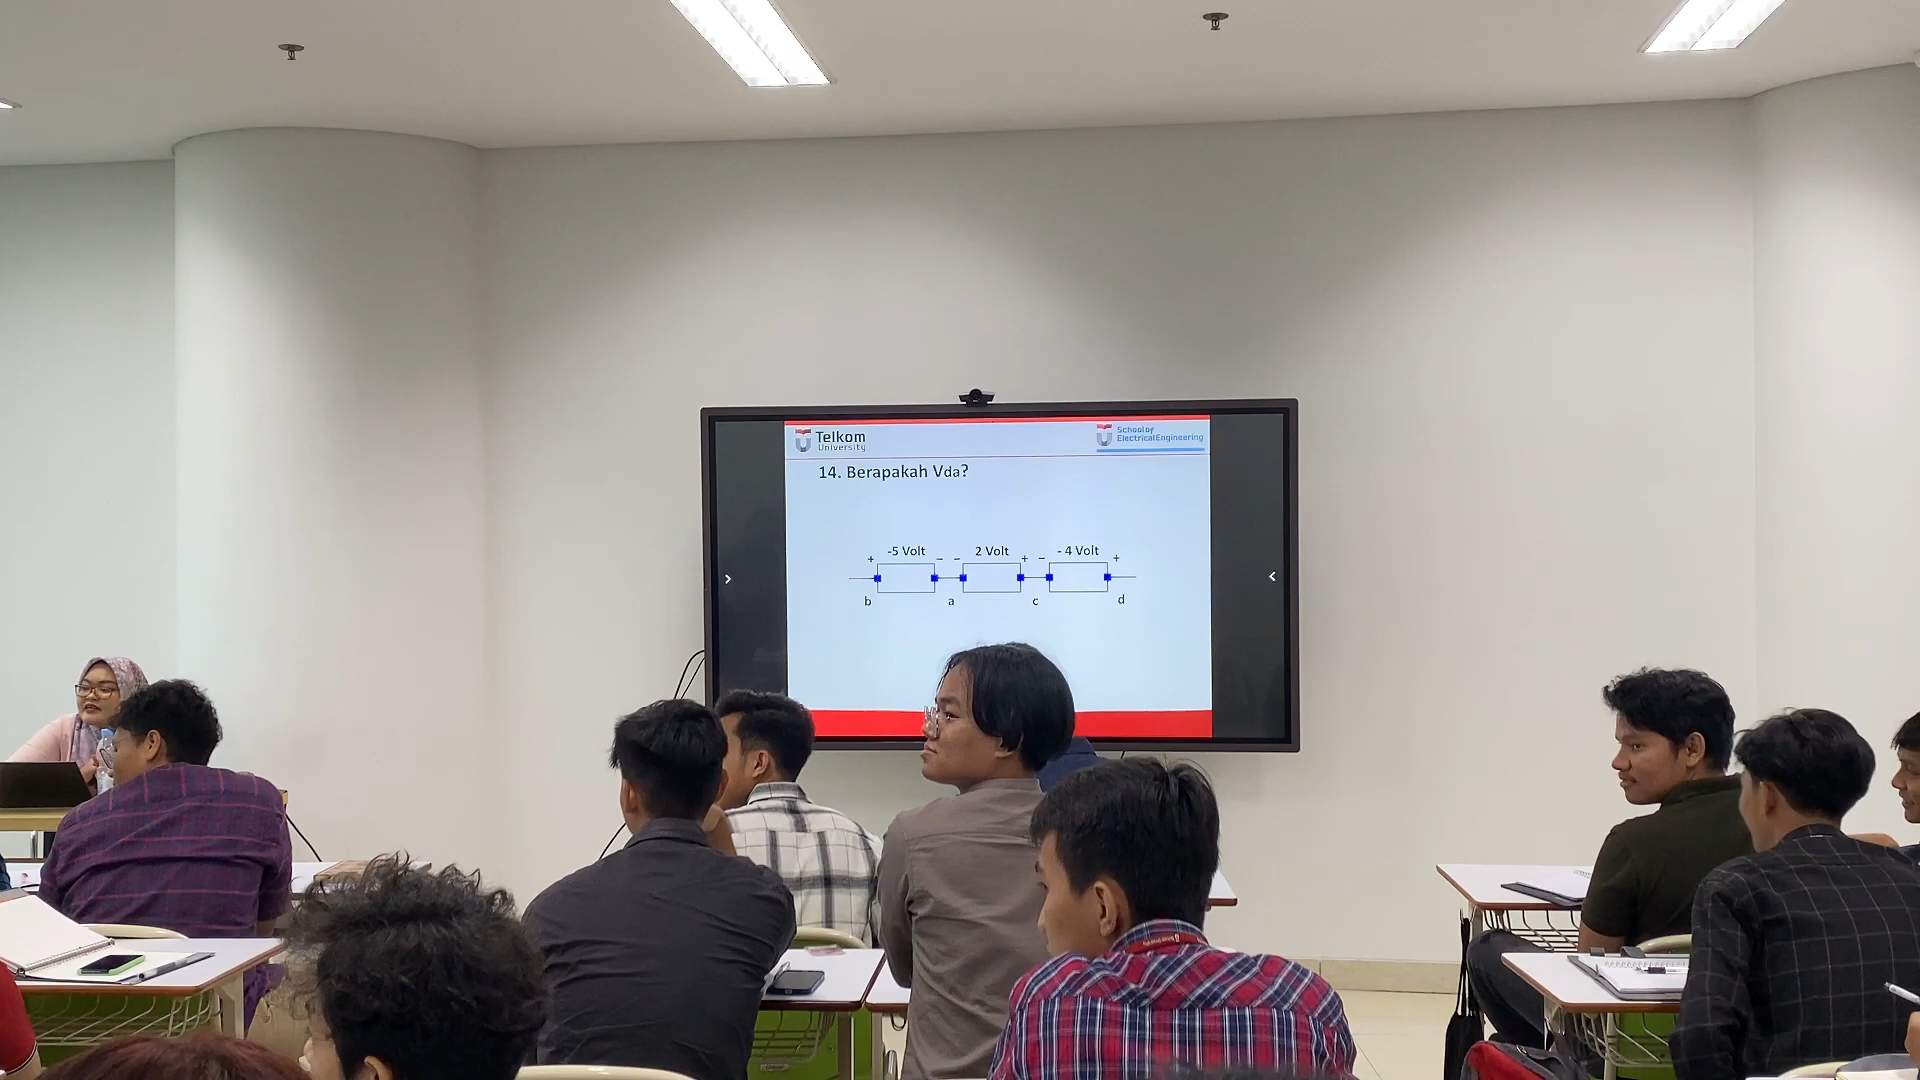 Telkom
University
School of
Electrical Engineering
14. Berapakah Vda?
-5 Volt 2 Volt - 4 Volt
+ - - + - +
b a c d